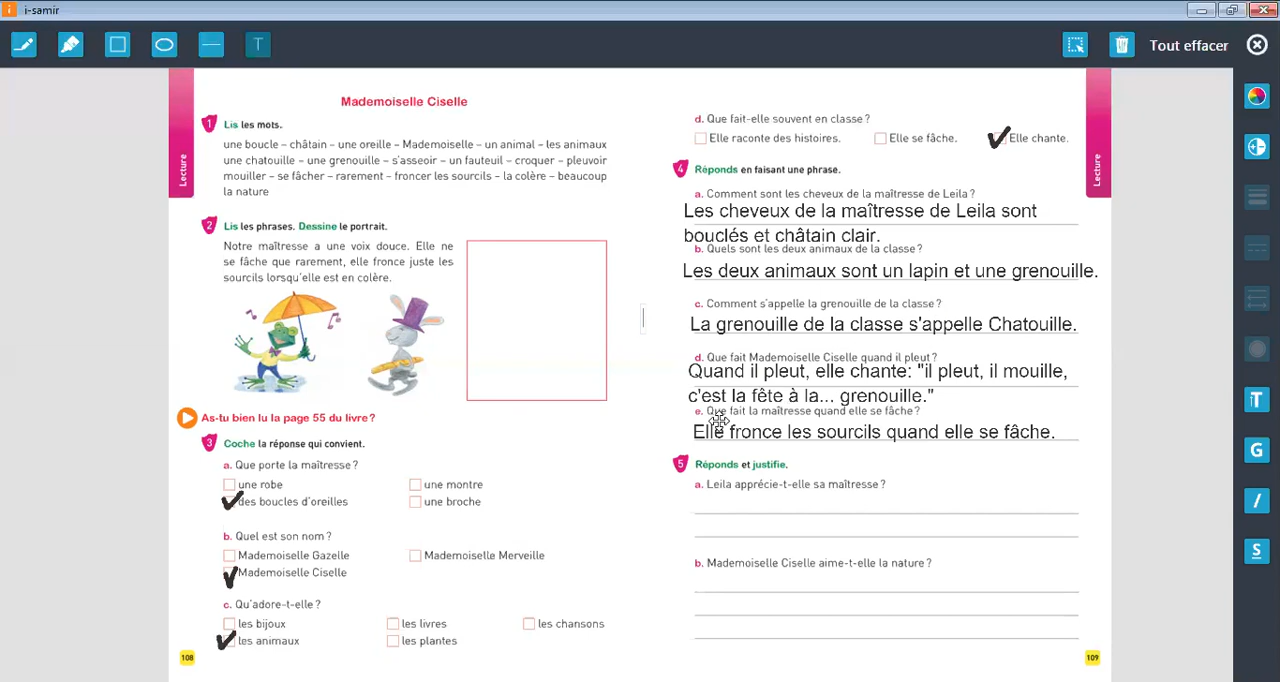 i-samir
T
Tout effacer
Lecture
Mademoiselle Ciselle
1 Lis les mots.
une boucle – châtain – une oreille – Mademoiselle – un animal – les animaux
une chatouille – une grenouille – s'asseoir – un fauteuil – croquer – pleuvoir
mouiller – se fâcher – rarement – froncer les sourcils – la colère – beaucoup
la nature
2 Lis les phrases. Dessine le portrait.
Notre maîtresse a une voix douce. Elle ne
se fâche que rarement, elle fronce juste les
sourcils lorsqu'elle est en colère.
As-tu bien lu la page 55 du livre ?
3 Coche la réponse qui convient.
a. Que porte la maîtresse ?
une robe une montre
des boucles d'oreilles une broche
b. Quel est son nom ?
Mademoiselle Gazelle Mademoiselle Merveille
Mademoiselle Ciselle
c. Qu'adore-t-elle ?
les bijoux les livres les chansons
les animaux les plantes
108
d. Que fait-elle souvent en classe ?
Elle raconte des histoires. Elle se fâche. Elle chante.
Lecture
4 Réponds en faisant une phrase.
a. Comment sont les cheveux de la maîtresse de Leila ?
Les cheveux de la maîtresse de Leila sont
bouclés et châtain clair.
b. Quels sont les deux animaux de la classe ?
Les deux animaux sont un lapin et une grenouille.
c. Comment s'appelle la grenouille de la classe ?
La grenouille de la classe s'appelle Chatouille.
d. Que fait Mademoiselle Ciselle quand il pleut ?
Quand il pleut, elle chante: "il pleut, il mouille,
c'est la fête à la... grenouille."
e. Que fait la maîtresse quand elle se fâche ?
Elle fronce les sourcils quand elle se fâche.
5 Réponds et justifie.
a. Leila apprécie-t-elle sa maîtresse ?
b. Mademoiselle Ciselle aime-t-elle la nature ?
109
T
G
I
S